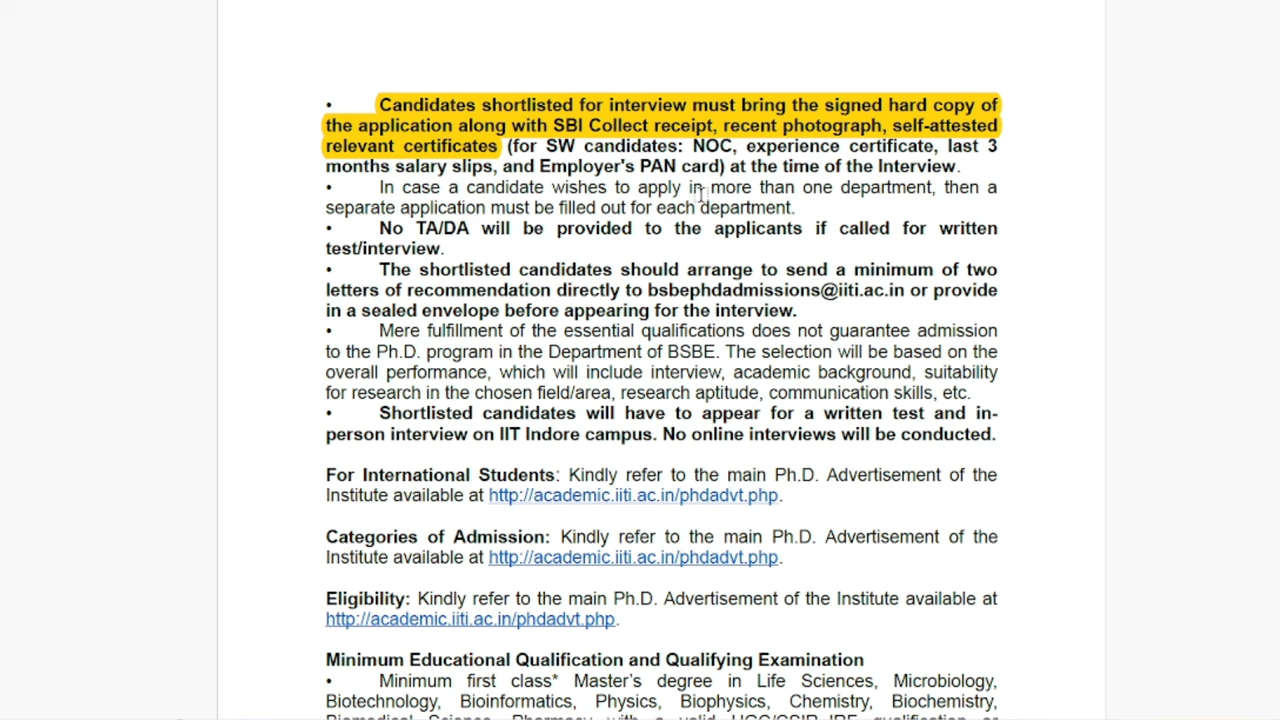 • Candidates shortlisted for interview must bring the signed hard copy of
the application along with SBI Collect receipt, recent photograph, self-attested
relevant certificates (for SW candidates: NOC, experience certificate, last 3
months salary slips, and Employer's PAN card) at the time of the Interview.
• In case a candidate wishes to apply in more than one department, then a
separate application must be filled out for each department.
• No TA/DA will be provided to the applicants if called for written
test/interview.
• The shortlisted candidates should arrange to send a minimum of two
letters of recommendation directly to bsbephdadmissions@iiti.ac.in or provide
in a sealed envelope before appearing for the interview.
• Mere fulfillment of the essential qualifications does not guarantee admission
to the Ph.D. program in the Department of BSBE. The selection will be based on the
overall performance, which will include interview, academic background, suitability
for research in the chosen field/area, research aptitude, communication skills, etc.
• Shortlisted candidates will have to appear for a written test and in-
person interview on IIT Indore campus. No online interviews will be conducted.
For International Students: Kindly refer to the main Ph.D. Advertisement of the
Institute available at http://academic.iiti.ac.in/phdadvt.php.
Categories of Admission: Kindly refer to the main Ph.D. Advertisement of the
Institute available at http://academic.iiti.ac.in/phdadvt.php.
Eligibility: Kindly refer to the main Ph.D. Advertisement of the Institute available at
http://academic.iiti.ac.in/phdadvt.php.
Minimum Educational Qualification and Qualifying Examination
• Minimum first class* Master's degree in Life Sciences, Microbiology,
Biotechnology, Bioinformatics, Physics, Biophysics, Chemistry, Biochemistry,
Biomedical Science, Pharmacy with a valid UGC/CSIR-JRF qualification or